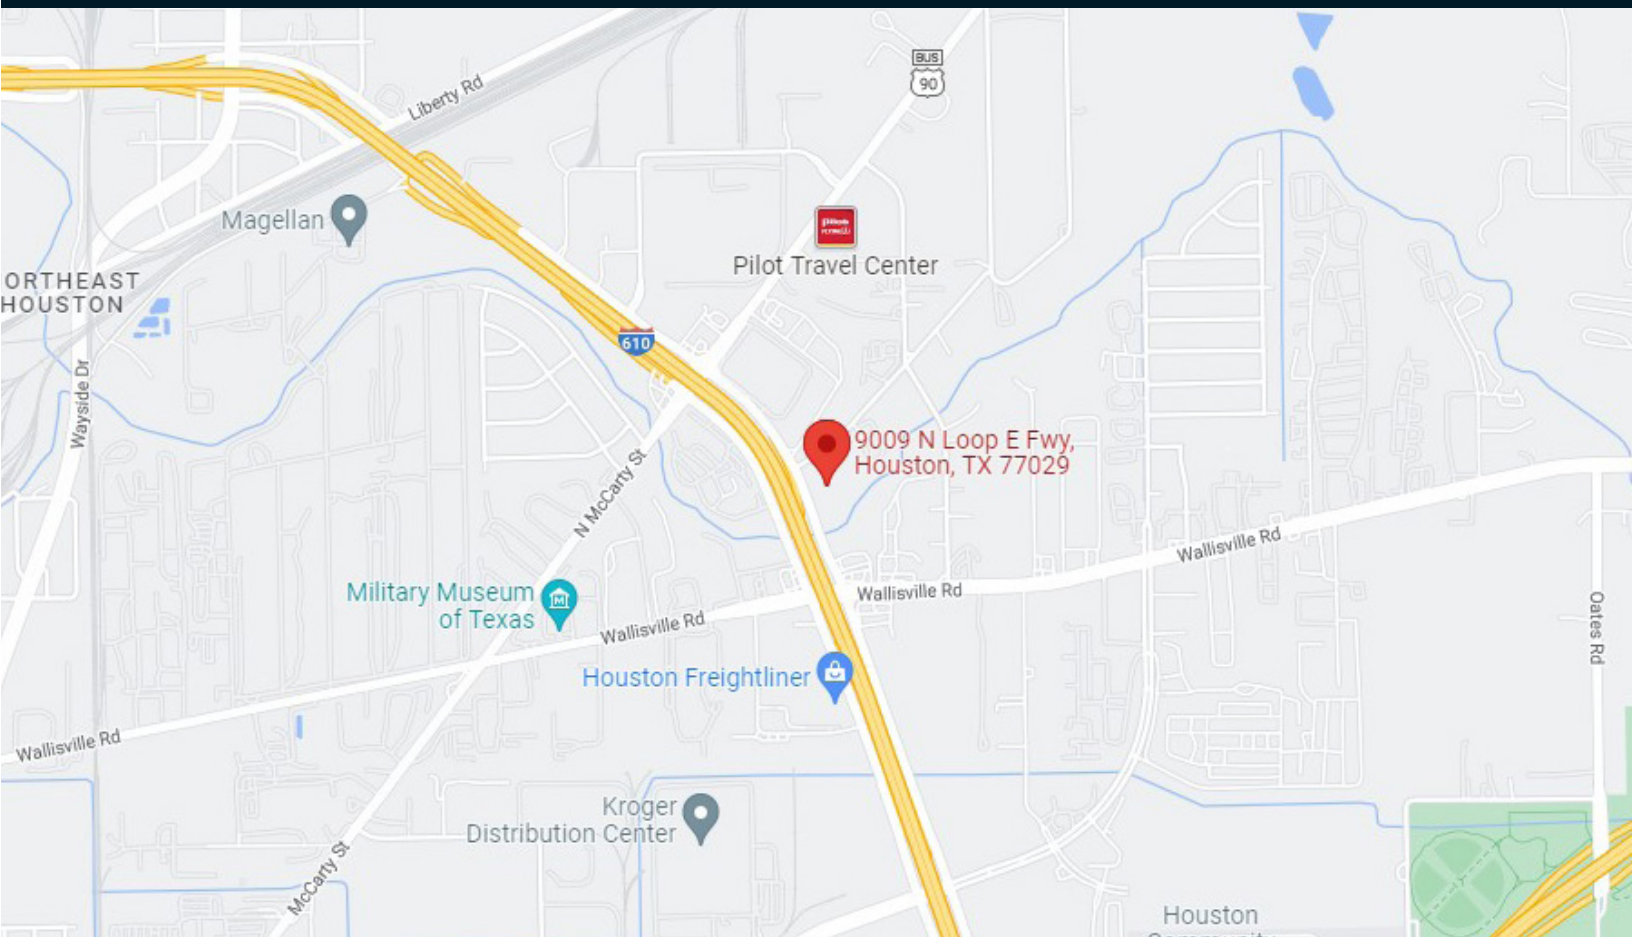 BUS
90
Liberty Rd
Magellan
Pilot Travel Center
ORTHEAST
HOUSTON
610
Wayside Dr
9009 N Loop E Fwy,
Houston, TX 77029
N McCarty St
Wallisville Rd
Military Museum
of Texas
Wallisville Rd
Wallisville Rd
Oates Rd
Houston Freightliner
Wallisville Rd
Kroger
Distribution Center
McCarty St
Houston